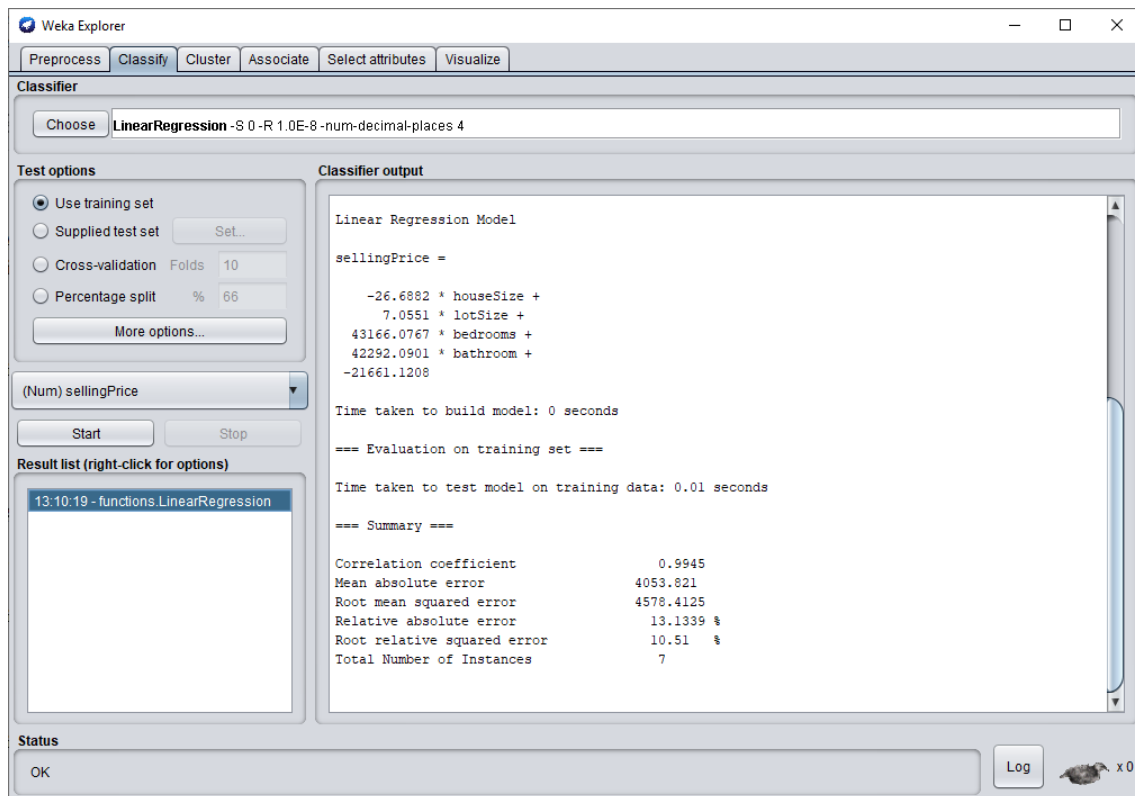 Weka Explorer
Preprocess Classify Cluster Associate Select attributes Visualize
Classifier
Choose LinearRegression -S 0 -R 1.0E-8 -num-decimal-places 4
Test options
Use training set
Supplied test set Set...
Cross-validation Folds 10
Percentage split % 66
More options...
(Num) sellingPrice
Start Stop
Result list (right-click for options)
13:10:19 - functions.LinearRegression
Classifier output
Linear Regression Model
sellingPrice =
-26.6882 * houseSize +
7.0551 * lotSize +
43166.0767 * bedrooms +
42292.0901 * bathroom +
-21661.1208
Time taken to build model: 0 seconds
=== Evaluation on training set ===
Time taken to test model on training data: 0.01 seconds
=== Summary ===
Correlation coefficient 0.9945
Mean absolute error 4053.821
Root mean squared error 4578.4125
Relative absolute error 13.1339 %
Root relative squared error 10.51 %
Total Number of Instances 7
Status
OK
Log
x 0